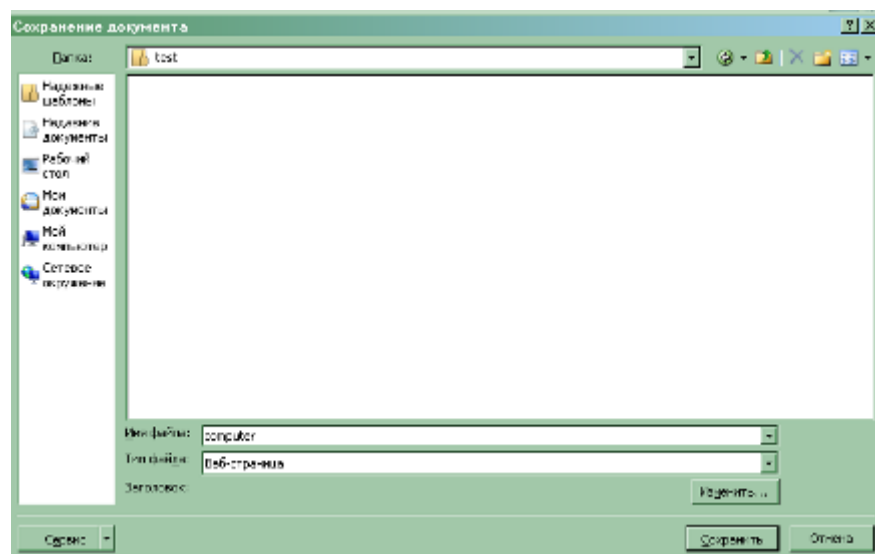 Сохранение документа
Папка:
test
Надежные
шаблоны
Недавние
документы
Рабочий
стол
Мои
документы
Мой
компьютер
Сетевое
окружение
Имя файла:
computer
Тип файла:
Веб-страница
Заголовок:
Изменить...
Сервис
Сохранить
Отмена